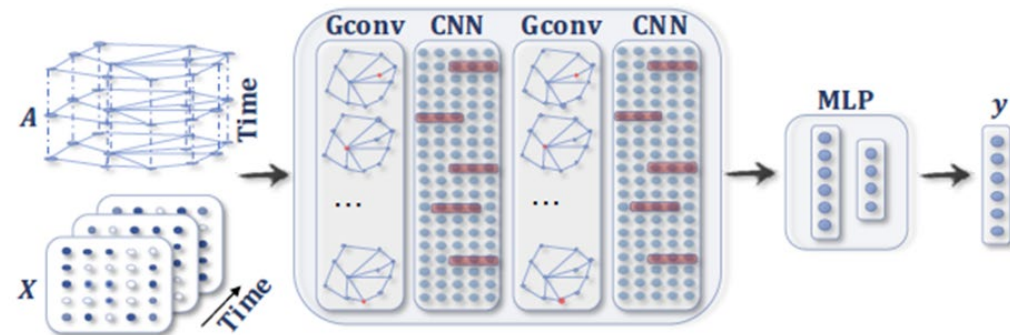 Gconv CNN Gconv CNN
A
Time
MLP
y
...
...
X
Time